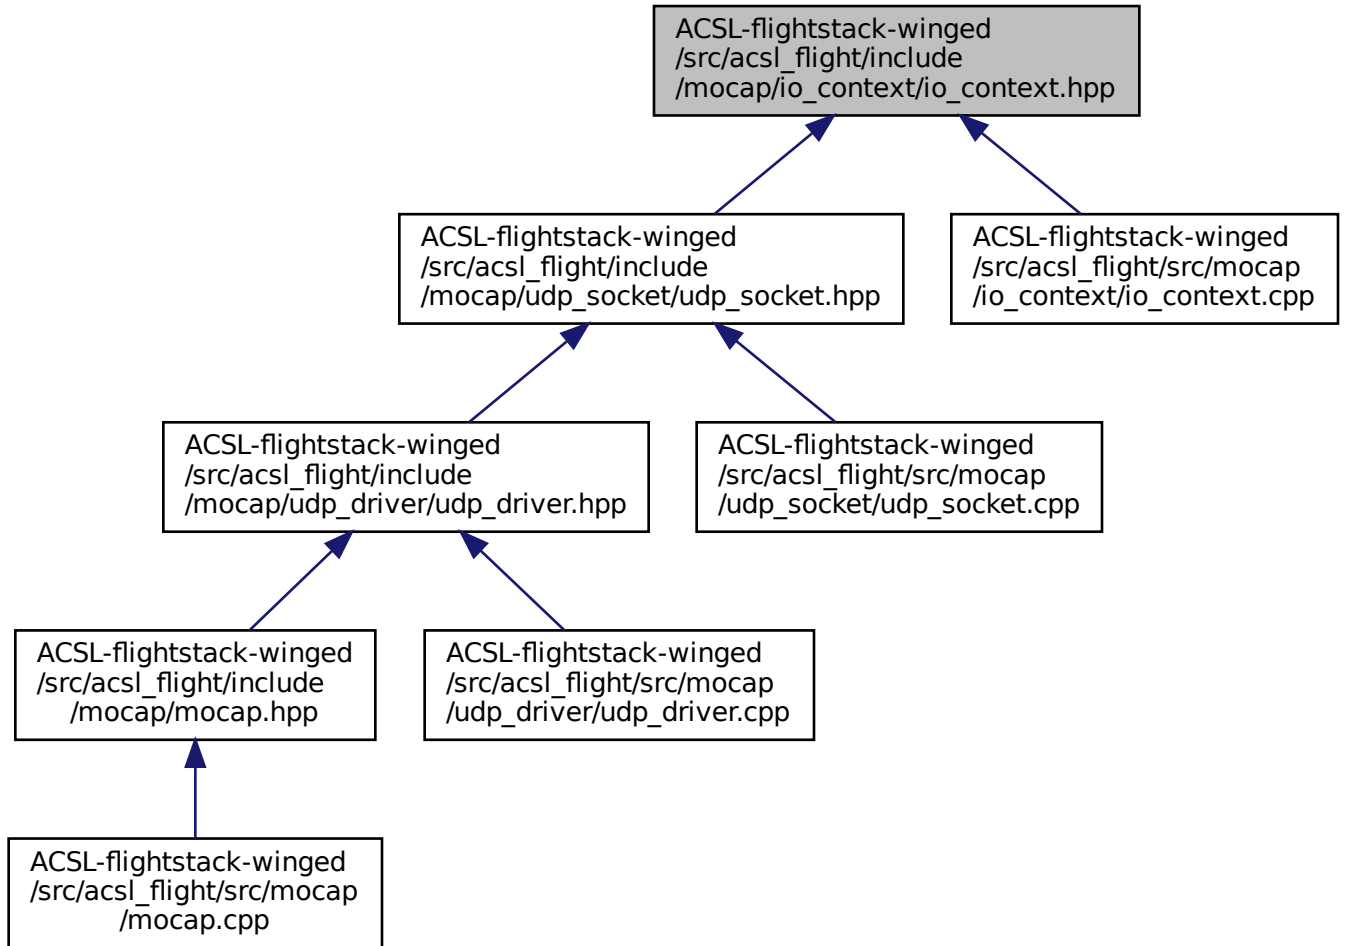 ACSL-flightstack-winged
/src/acsl_flight/include
/mocap/io_context/io_context.hpp
ACSL-flightstack-winged
/src/acsl_flight/include
/mocap/udp_socket/udp_socket.hpp
ACSL-flightstack-winged
/src/acsl_flight/src/mocap
/io_context/io_context.cpp
ACSL-flightstack-winged
/src/acsl_flight/include
/mocap/udp_driver/udp_driver.hpp
ACSL-flightstack-winged
/src/acsl_flight/src/mocap
/udp_socket/udp_socket.cpp
ACSL-flightstack-winged
/src/acsl_flight/include
/mocap/mocap.hpp
ACSL-flightstack-winged
/src/acsl_flight/src/mocap
/udp_driver/udp_driver.cpp
ACSL-flightstack-winged
/src/acsl_flight/src/mocap
/mocap.cpp